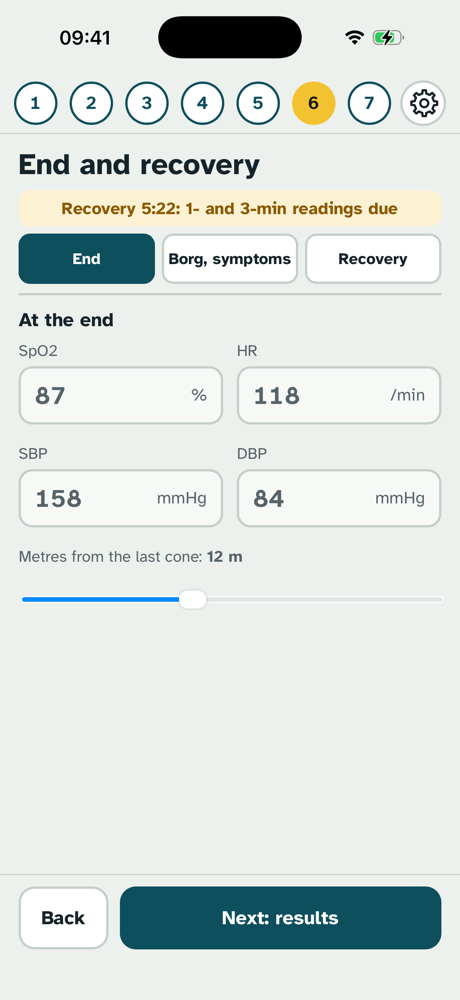 09:41
1 2 3 4 5 6 7
End and recovery
Recovery 5:22: 1- and 3-min readings due
End Borg, symptoms Recovery
At the end
SpO2 HR
87 % 118 /min
SBP DBP
158 mmHg 84 mmHg
Metres from the last cone: 12 m
Back Next: results